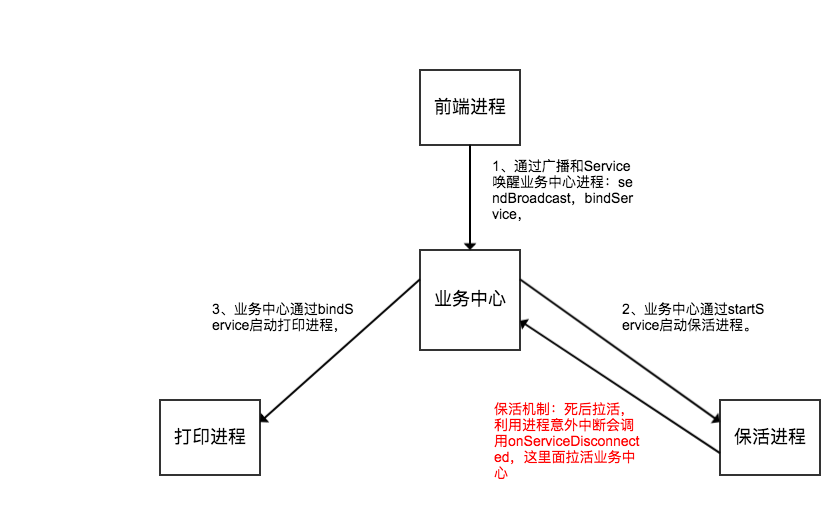 前端进程
1、通过广播和Service
唤醒业务中心进程：se
ndBroadcast，bindSer
vice，
业务中心
3、业务中心通过bindS
ervice启动打印进程，
2、业务中心通过startS
ervice启动保活进程。
打印进程
保活机制：死后拉活，
利用进程意外中断会调
用onServiceDisconnect
ed，这里面拉活业务中
心
保活进程